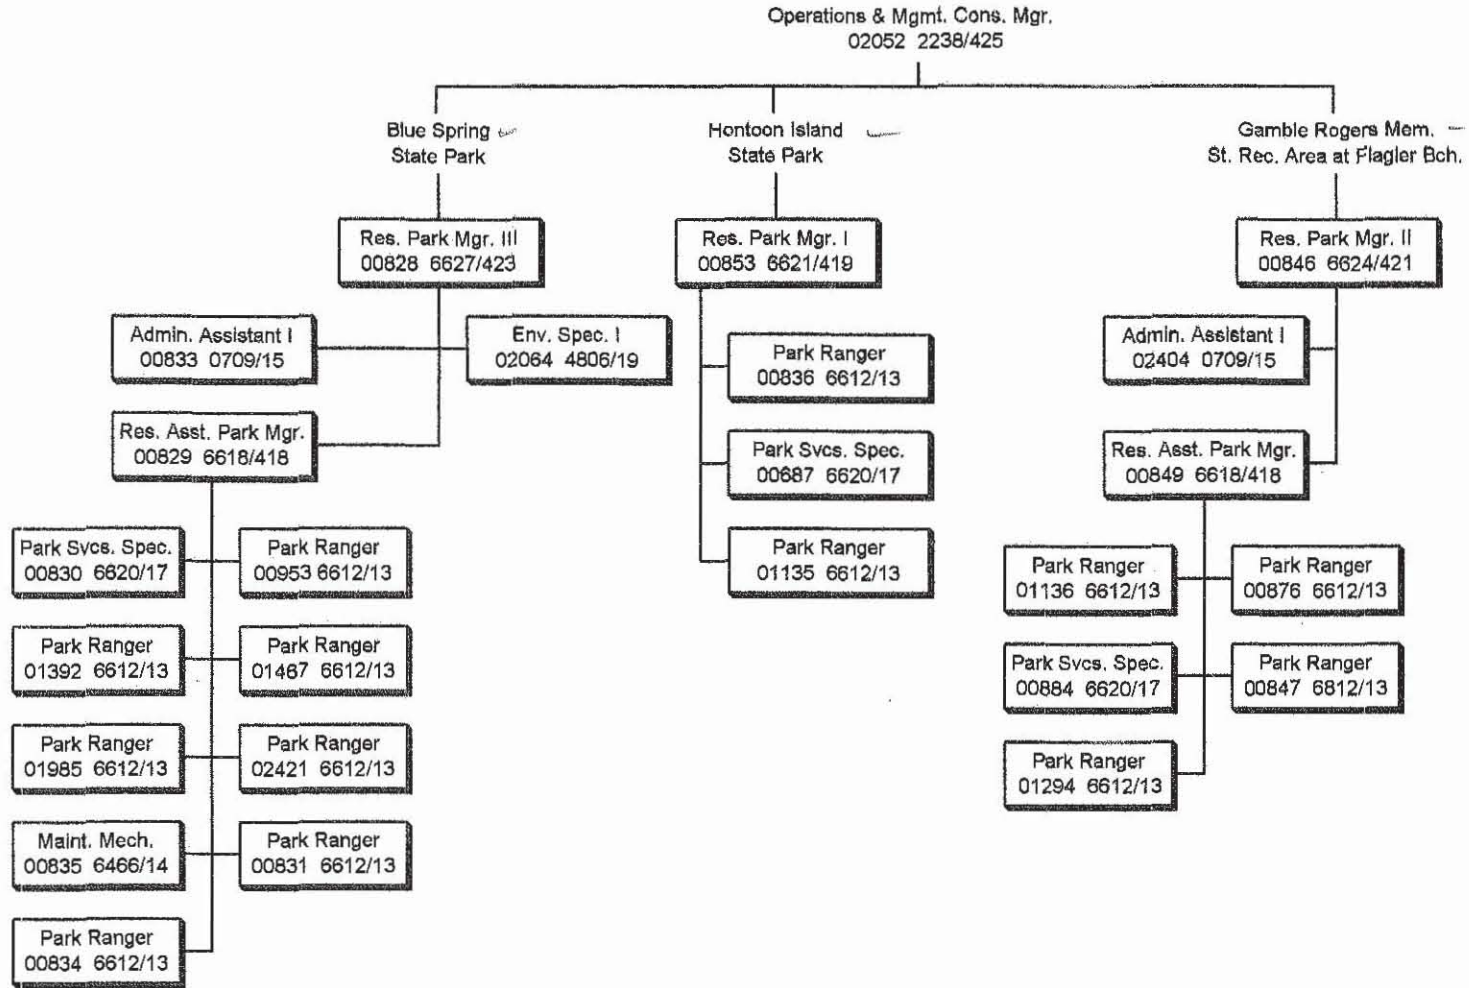 Operations & Mgmt. Cons. Mgr.
02052 2238/425
Blue Spring
State Park
Hontoon Island
State Park
Gamble Rogers Mem.
St. Rec. Area at Flagler Bch.
Res. Park Mgr. III
00828 6627/423
Res. Park Mgr. I
00853 6621/419
Res. Park Mgr. II
00846 6624/421
Admin. Assistant I
00833 0709/15
Env. Spec. I
02064 4806/19
Park Ranger
00836 6612/13
Admin. Assistant I
02404 0709/15
Res. Asst. Park Mgr.
00829 6618/418
Park Svcs. Spec.
00687 6620/17
Res. Asst. Park Mgr.
00849 6618/418
Park Svcs. Spec.
00830 6620/17
Park Ranger
00953 6612/13
Park Ranger
01135 6612/13
Park Ranger
01136 6612/13
Park Ranger
00876 6612/13
Park Ranger
01392 6612/13
Park Ranger
01467 6612/13
Park Svcs. Spec.
00884 6620/17
Park Ranger
00847 6812/13
Park Ranger
01985 6612/13
Park Ranger
02421 6612/13
Park Ranger
01294 6612/13
Maint. Mech.
00835 6466/14
Park Ranger
00831 6612/13
Park Ranger
00834 6612/13